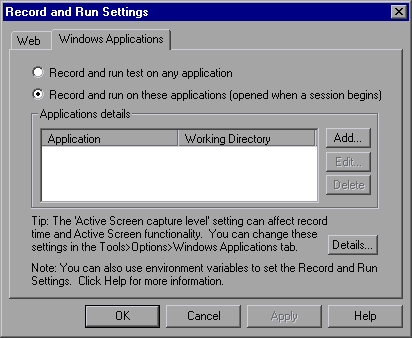 Record and Run Settings
Web
Windows Applications
Record and run test on any application
Record and run on these applications (opened when a session begins)
Applications details
Application
Working Directory
Add...
Edit...
Delete
Tip: The 'Active Screen capture level' setting can affect record
time and Active Screen functionality. You can change these
settings in the Tools>Options>Windows Applications tab.
Details...
Note: You can also use environment variables to set the Record and Run
Settings. Click Help for more information.
OK
Cancel
Apply
Help